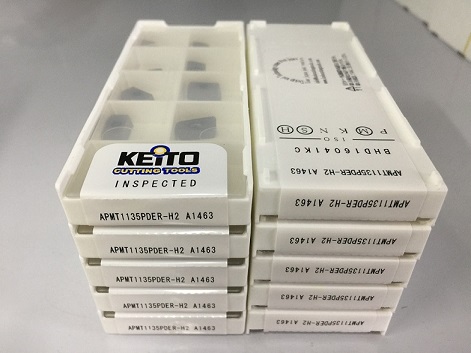 KEITO
CUTTING TOOLS
INSPECTED
APMT1135PDER-H2 A1463
APMT1135PDER-H2 A1463
APMT1135PDER-H2 A1463
APMT1135PDER-H2 A1463
APMT1135PDER-H2 A1463
BHD16041KC
ISO
P M K N S H
APMT1135PDER-H2 A1463
APMT1135PDER-H2 A1463
APMT1135PDER-H2 A1463
APMT1135PDER-H2 A1463
APMT1135PDER-H2 A1463